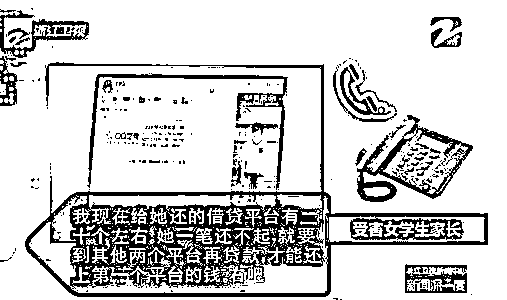 浙江卫视
我现在给她还的借贷平台有二
十个左右 她一笔还不起 就要
到其他两个平台再贷款 才能还
上第一个平台的钱 有吧
受害女学生家长
浙江卫视新闻中心
新闻深一度